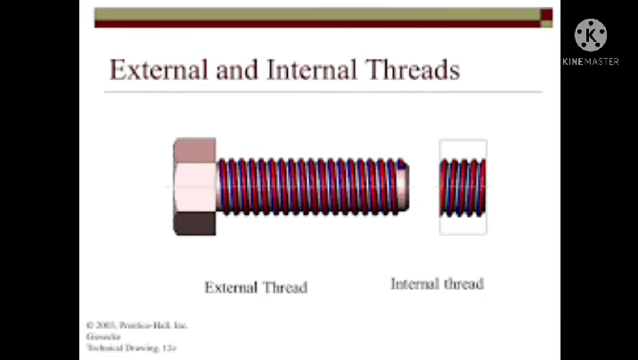 External and Internal Threads
KINEMASTER
External Thread
Internal thread
© 2003, Prentice-Hall, Inc.
Giesecke
Technical Drawing, 12e